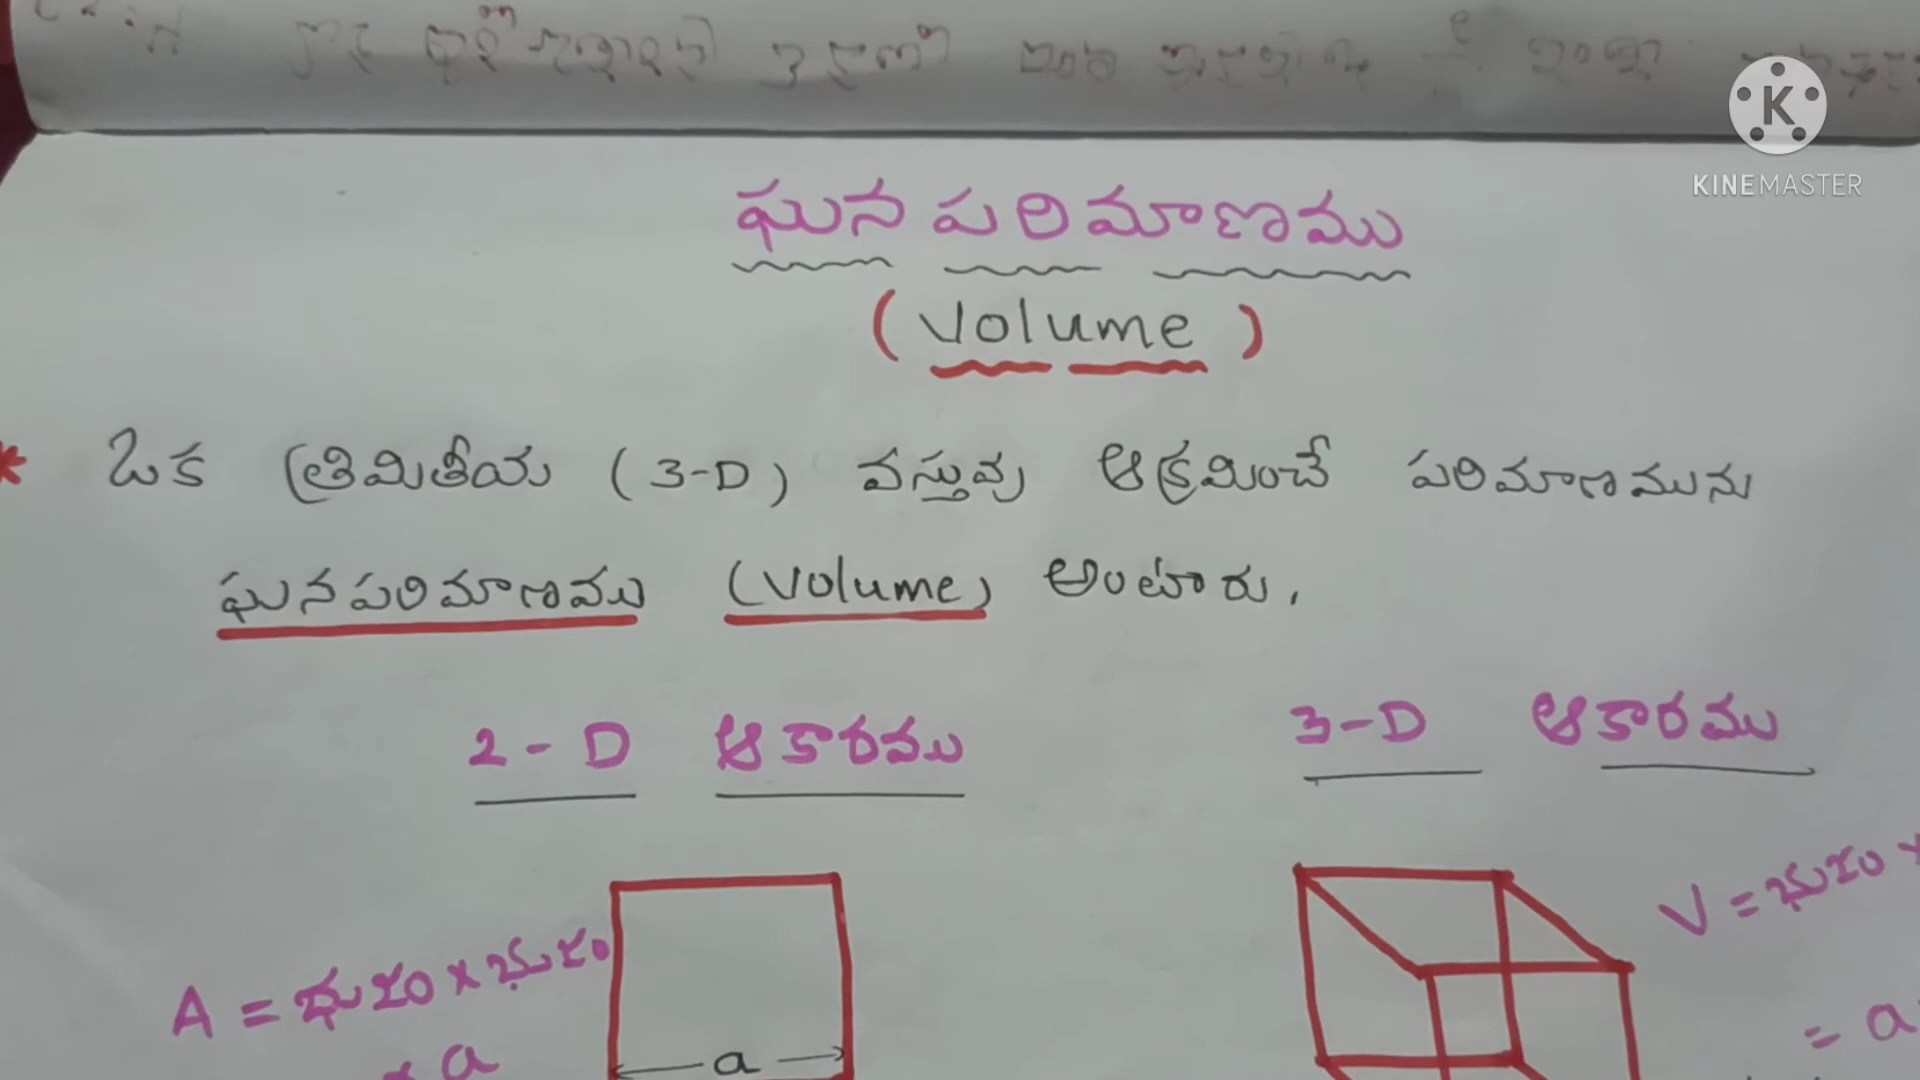 KINEMASTER
ఘన పరిమాణము
(Volume)
* ఒక త్రిమితీయ (3-D) వస్తువు ఆక్రమించే పరిమాణమును
ఘనపరిమాణము (Volume) అంటారు.
2-D ఆకారము
3-D ఆకారము
A = భుజం × భుజం
a
a
V = భుజం ×
= a